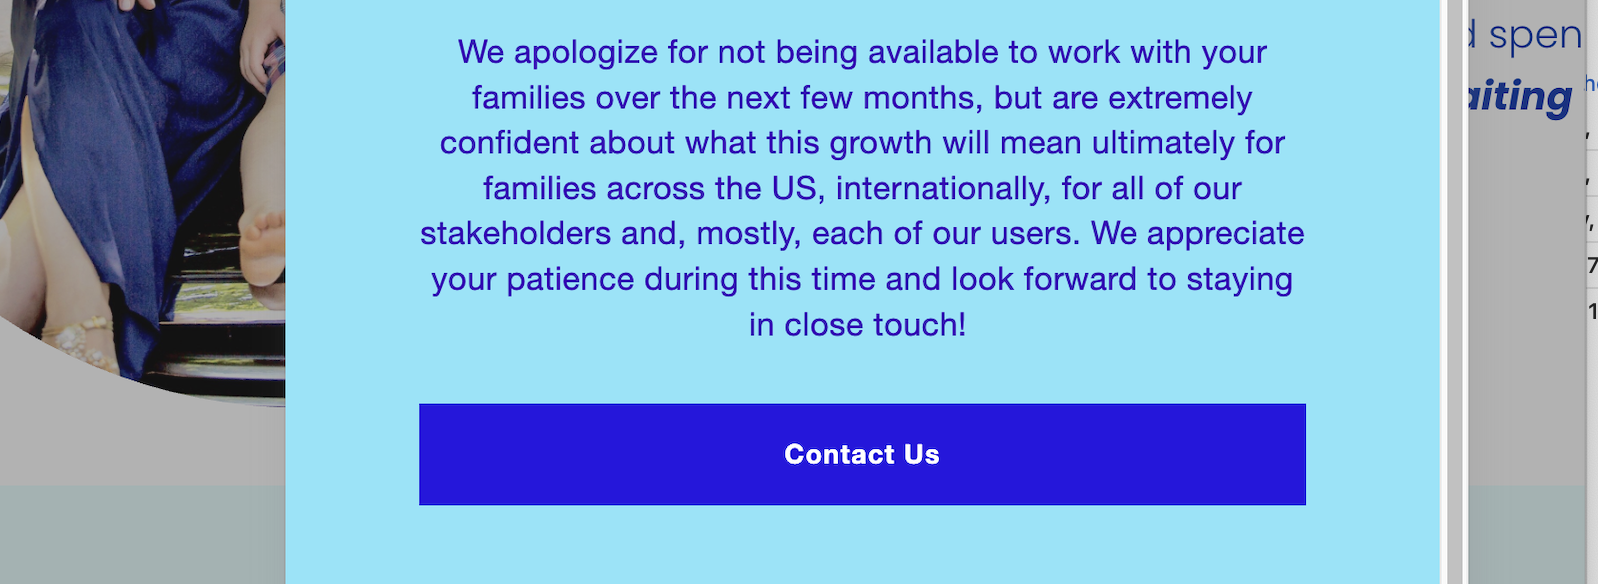 We apologize for not being available to work with your
families over the next few months, but are extremely
confident about what this growth will mean ultimately for
families across the US, internationally, for all of our
stakeholders and, mostly, each of our users. We appreciate
your patience during this time and look forward to staying
in close touch!
Contact Us
d spen
aiting
,
,
,
7
1